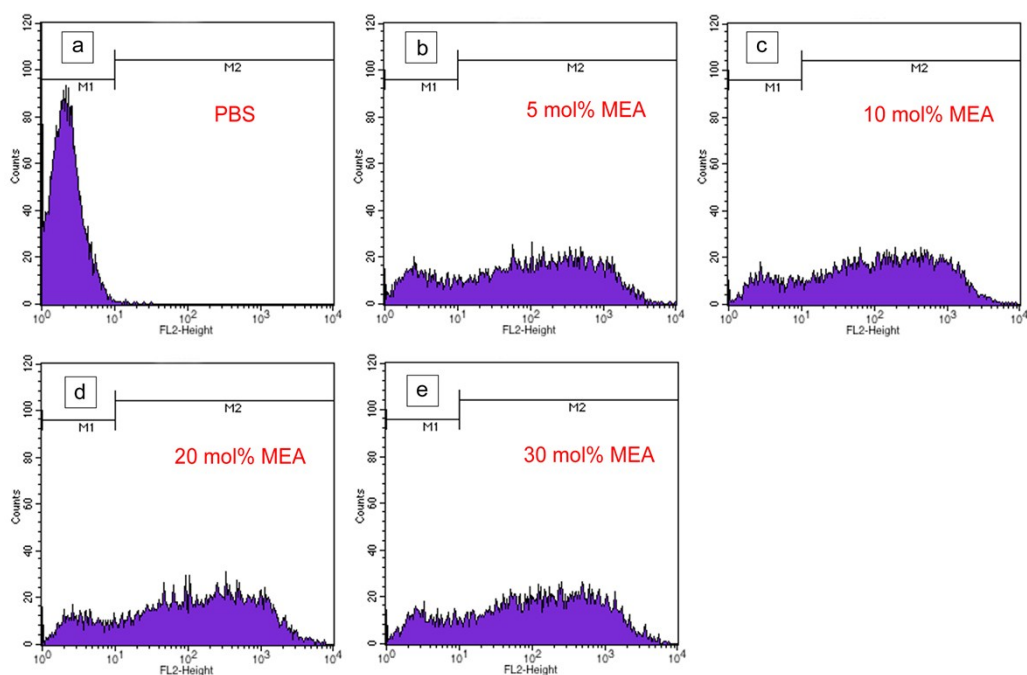 a
M1
M2
PBS
Counts
120
100
80
60
40
20
0
10⁰ 10¹ 10² 10³ 10⁴
FL2-Height
b
M1
M2
5 mol% MEA
Counts
120
100
80
60
40
20
0
10⁰ 10¹ 10² 10³ 10⁴
FL2-Height
c
M1
M2
10 mol% MEA
Counts
120
100
80
60
40
20
0
10⁰ 10¹ 10² 10³ 10⁴
FL2-Height
d
M1
M2
20 mol% MEA
Counts
120
100
80
60
40
20
0
10⁰ 10¹ 10² 10³ 10⁴
FL2-Height
e
M1
M2
30 mol% MEA
Counts
120
100
80
60
40
20
0
10⁰ 10¹ 10² 10³ 10⁴
FL2-Height